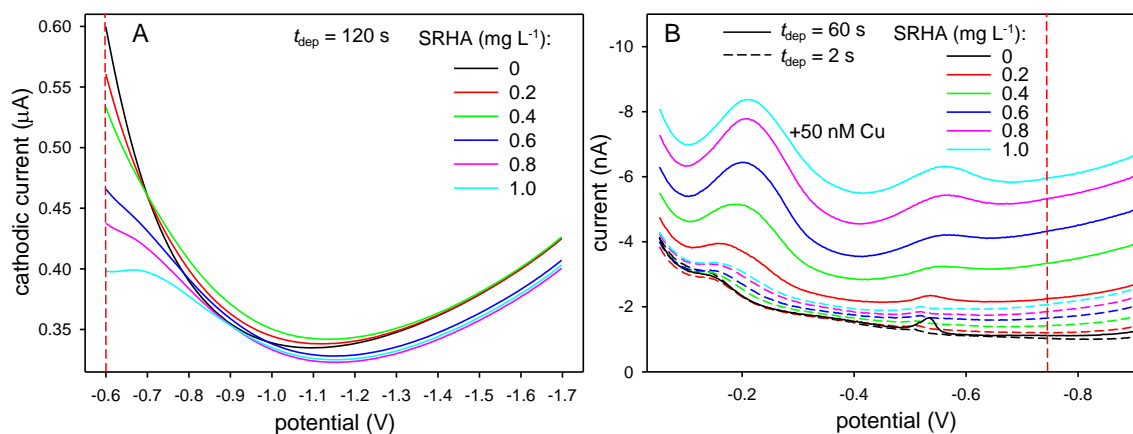 A
t_dep = 120 s
SRHA (mg L⁻¹):
0
0.2
0.4
0.6
0.8
1.0
cathodic current (μA)
0.60
0.55
0.50
0.45
0.40
0.35
-0.6 -0.7 -0.8 -0.9 -1.0 -1.1 -1.2 -1.3 -1.4 -1.5 -1.6 -1.7
potential (V)
B
t_dep = 60 s
t_dep = 2 s
SRHA (mg L⁻¹):
0
0.2
0.4
0.6
0.8
1.0
+50 nM Cu
current (nA)
-10
-8
-6
-4
-2
0
-0.2 -0.4 -0.6 -0.8
potential (V)